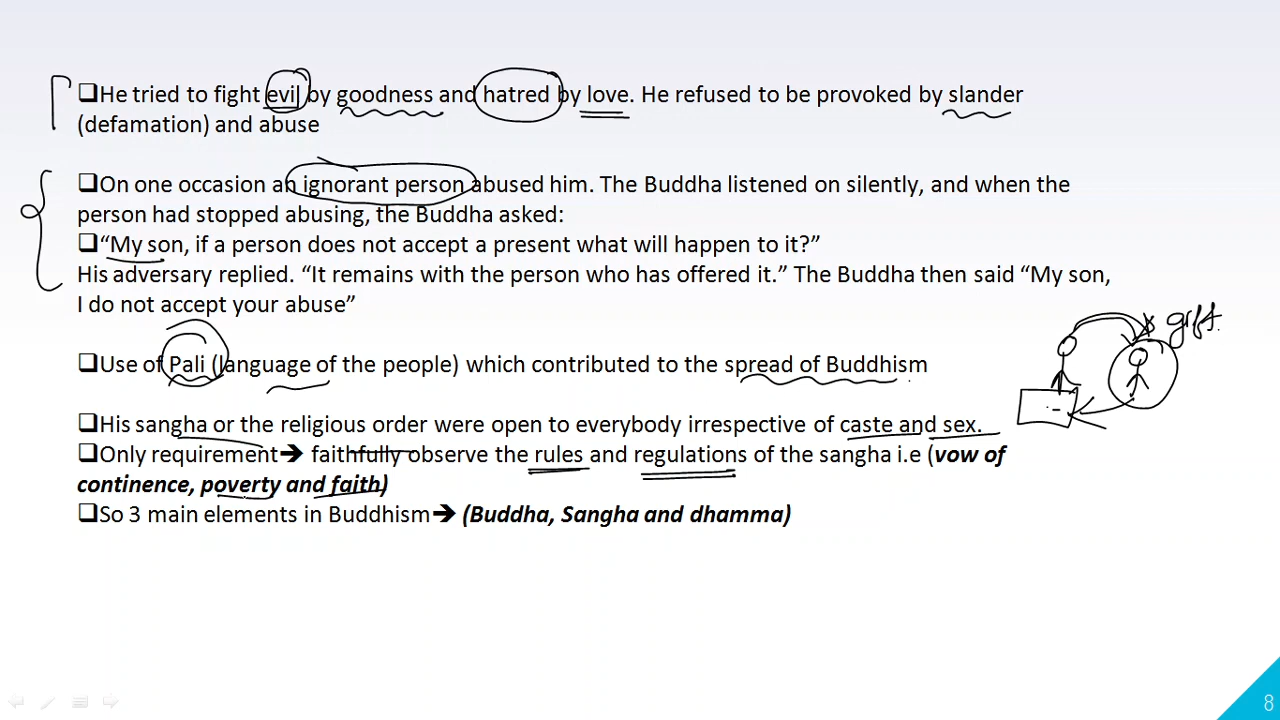 ❑He tried to fight evil by goodness and hatred by love. He refused to be provoked by slander
(defamation) and abuse
❑On one occasion an ignorant person abused him. The Buddha listened on silently, and when the
person had stopped abusing, the Buddha asked:
❑“My son, if a person does not accept a present what will happen to it?”
His adversary replied. “It remains with the person who has offered it.” The Buddha then said “My son,
I do not accept your abuse”
gift.
❑Use of Pali (language of the people) which contributed to the spread of Buddhism
❑His sangha or the religious order were open to everybody irrespective of caste and sex.
❑Only requirement➔ faithfully observe the rules and regulations of the sangha i.e (vow of
continence, poverty and faith)
❑So 3 main elements in Buddhism➔ (Buddha, Sangha and dhamma)
8